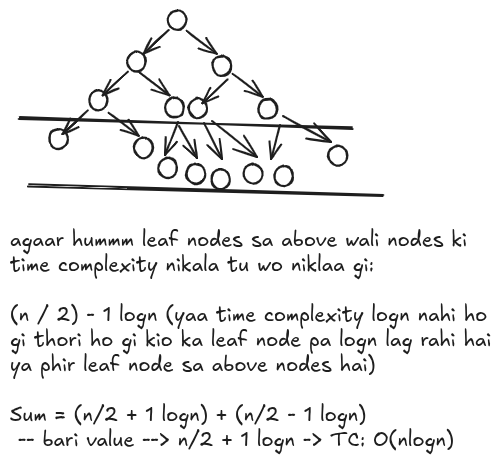 agaar hummm leaf nodes sa above wali nodes ki
time complexity nikala tu wo niklaa gi:
(n / 2) - 1 logn (yaa time complexity logn nahi ho
gi thori ho gi kio ka leaf node pa logn lag rahi hai
ya phir leaf node sa above nodes hai)
Sum = (n/2 + 1 logn) + (n/2 - 1 logn)
-- bari value --> n/2 + 1 logn -> TC: O(nlogn)